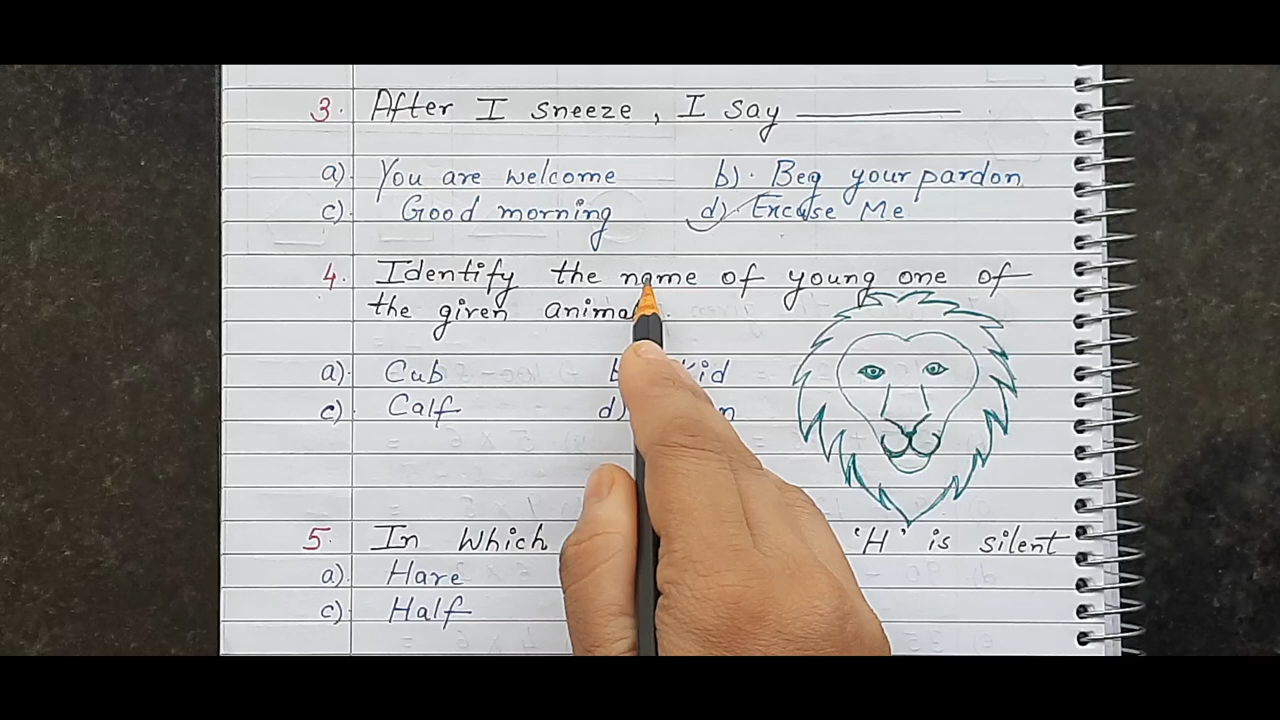 3. After I sneeze, I say ________
a). You are welcome b). Beg your pardon
c). Good morning d). Excuse Me
4. Identify the name of young one of
the given animal.
a). Cub Kid
c). Calf d)
5. In Which 'H' is silent
a). Hare
c). Half